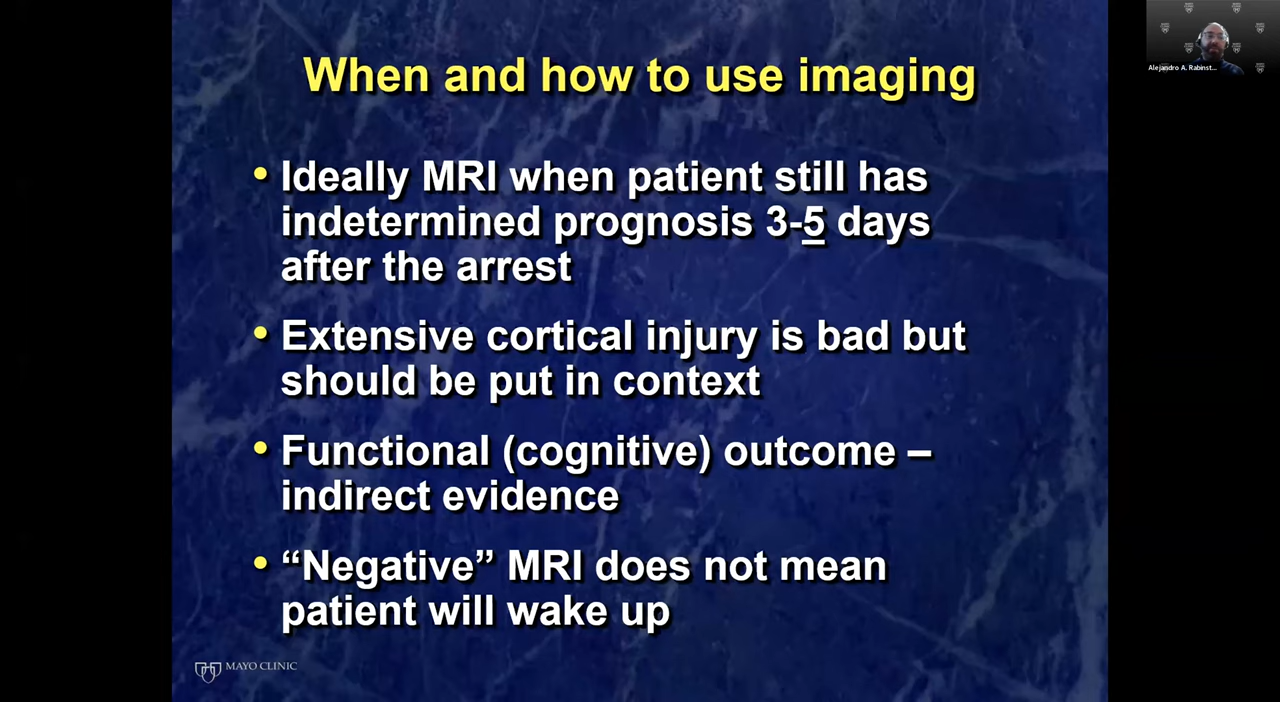 When and how to use imaging
• Ideally MRI when patient still has
indetermined prognosis 3-5 days
after the arrest
• Extensive cortical injury is bad but
should be put in context
• Functional (cognitive) outcome –
indirect evidence
• “Negative” MRI does not mean
patient will wake up
MAYO CLINIC
Alejandro A. Rabinst...